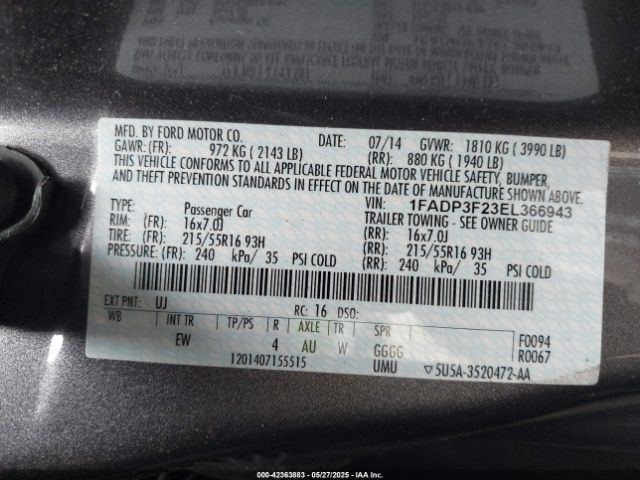 MFD. BY FORD MOTOR CO.
DATE: 07/14 GVWR: 1810 KG ( 3990 LB)
GAWR: (FR): 972 KG ( 2143 LB) (RR): 880 KG ( 1940 LB)
THIS VEHICLE CONFORMS TO ALL APPLICABLE FEDERAL MOTOR VEHICLE SAFETY, BUMPER,
AND THEFT PREVENTION STANDARDS IN EFFECT ON THE DATE OF MANUFACTURE SHOWN ABOVE.
VIN: 1FADP3F23EL366943
TYPE: Passenger Car TRAILER TOWING - SEE OWNER GUIDE
RIM: (FR): 16x7.0J (RR): 16x7.0J
TIRE: (FR): 215/55R16 93H (RR): 215/55R16 93H
PRESSURE: (FR): 240 kPa/ 35 PSI COLD (RR): 240 kPa/ 35 PSI COLD
EXT PNT: UJ RC: 16 DSO:
WB INT TR TP/PS R AXLE TR SPR F0094
EW 4 AU W GGGG R0067
1201407155515 UMU ▽5U5A-3520472-AA
000-42363883 - 05/27/2025 - IAA Inc.